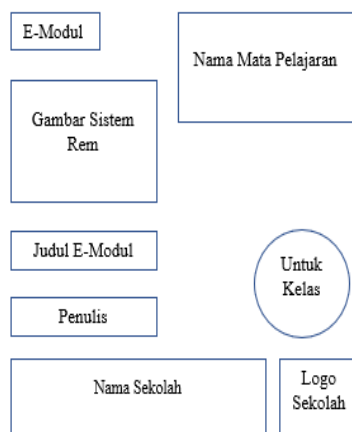 E-Modul
Nama Mata Pelajaran
Gambar Sistem
Rem
Judul E-Modul
Untuk
Kelas
Penulis
Nama Sekolah
Logo
Sekolah